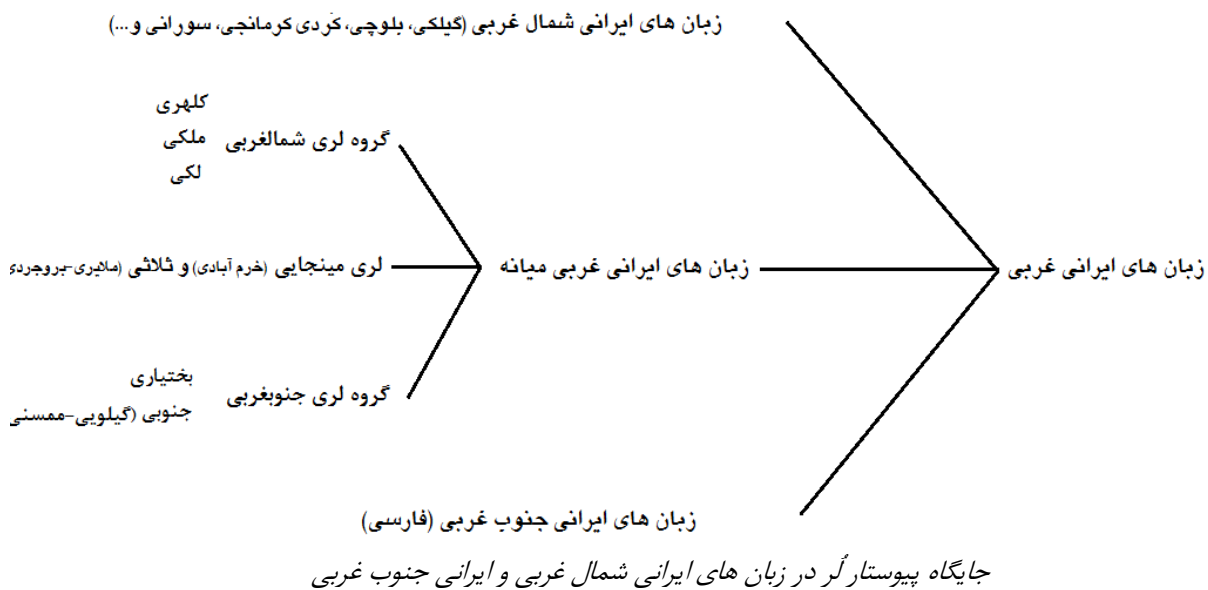 زبان های ایرانی شمال غربی (گیلکی، بلوچی، کُردی کرمانجی، سورانی و...)
کلهری
ملکی
لکی
گروه لری شمالغربی
زبان های ایرانی غربی
زبان های ایرانی غربی میانه
لری مینجایی (خرم آبادی) و ثلاثی (ملایری-بروجردی
گروه لری جنوبغربی
بختیاری
جنوبی (گیلویی-ممسنی
زبان های ایرانی جنوب غربی (فارسی)
جایگاه پیوستار لُر در زبان های ایرانی شمال غربی و ایرانی جنوب غربی